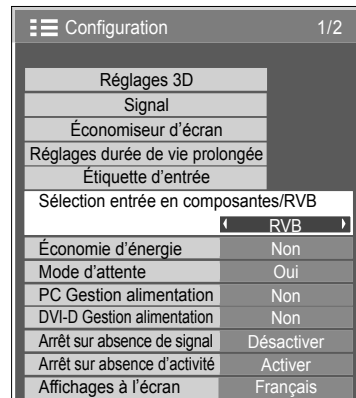 Configuration 1/2
Réglages 3D
Signal
Économiseur d’écran
Réglages durée de vie prolongée
Étiquette d’entrée
Sélection entrée en composantes/RVB
RVB
Économie d’énergie Non
Mode d’attente Oui
PC Gestion alimentation Non
DVI-D Gestion alimentation Non
Arrêt sur absence de signal Désactiver
Arrêt sur absence d’activité Activer
Affichages à l’écran Français